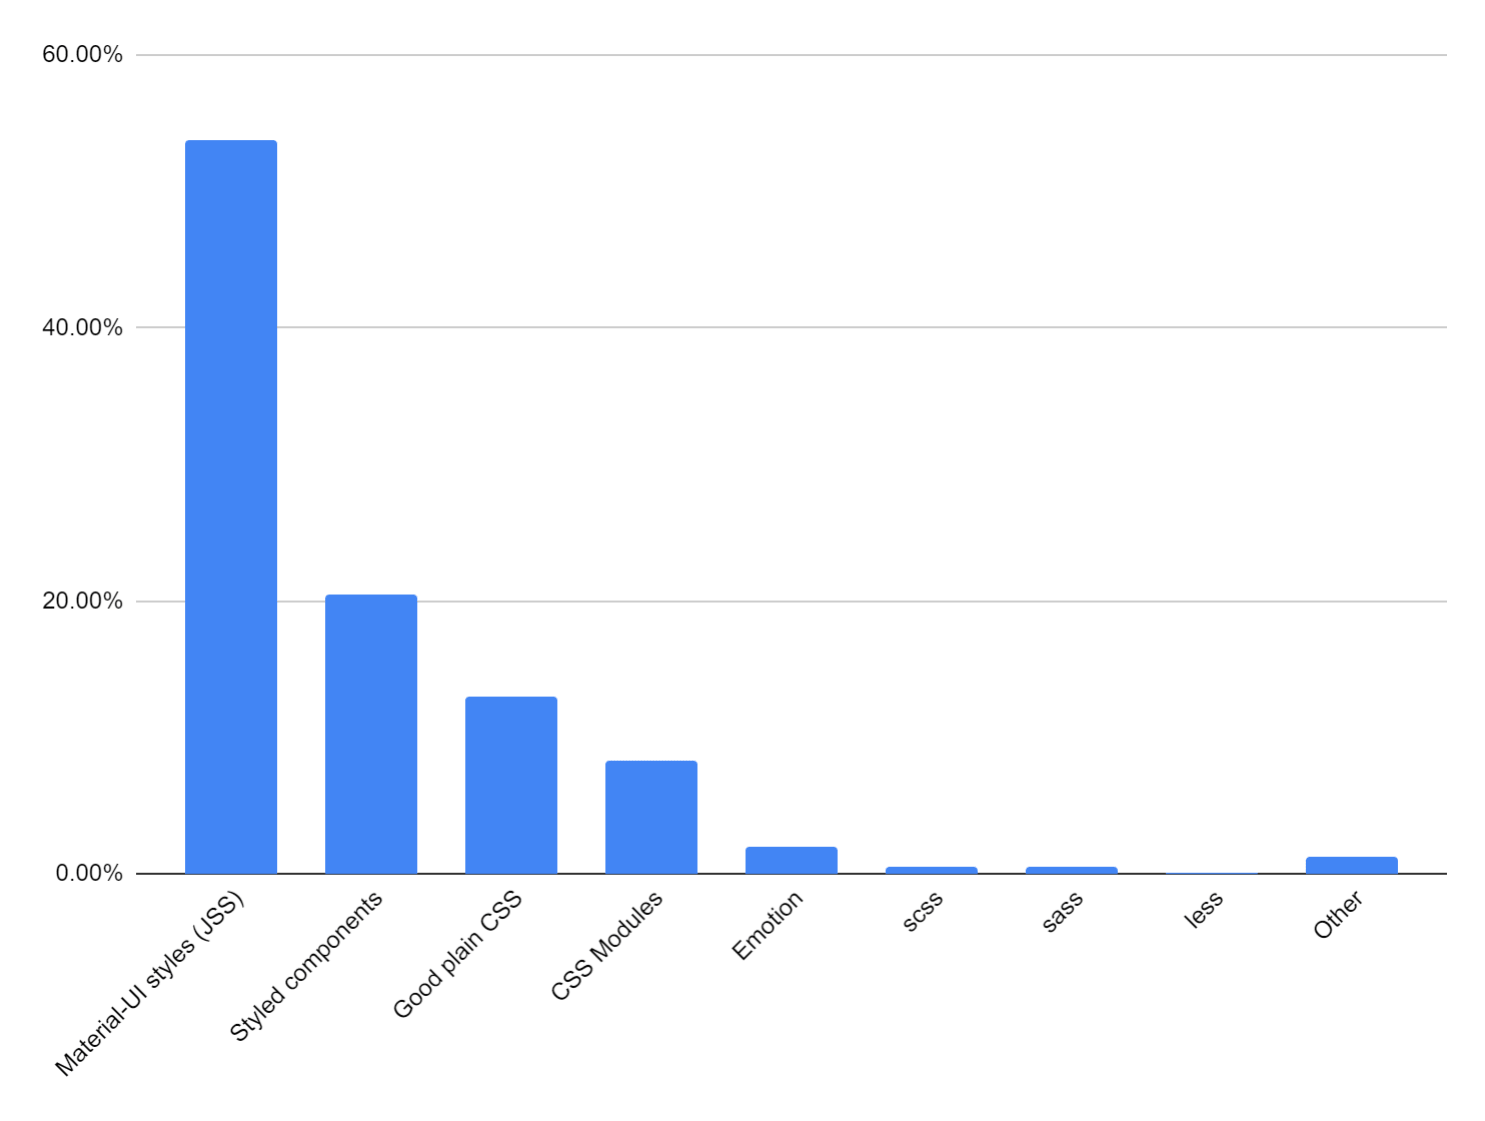 60.00%
40.00%
20.00%
0.00%
Material-UI styles (JSS)
Styled components
Good plain CSS
CSS Modules
Emotion
scss
sass
less
Other